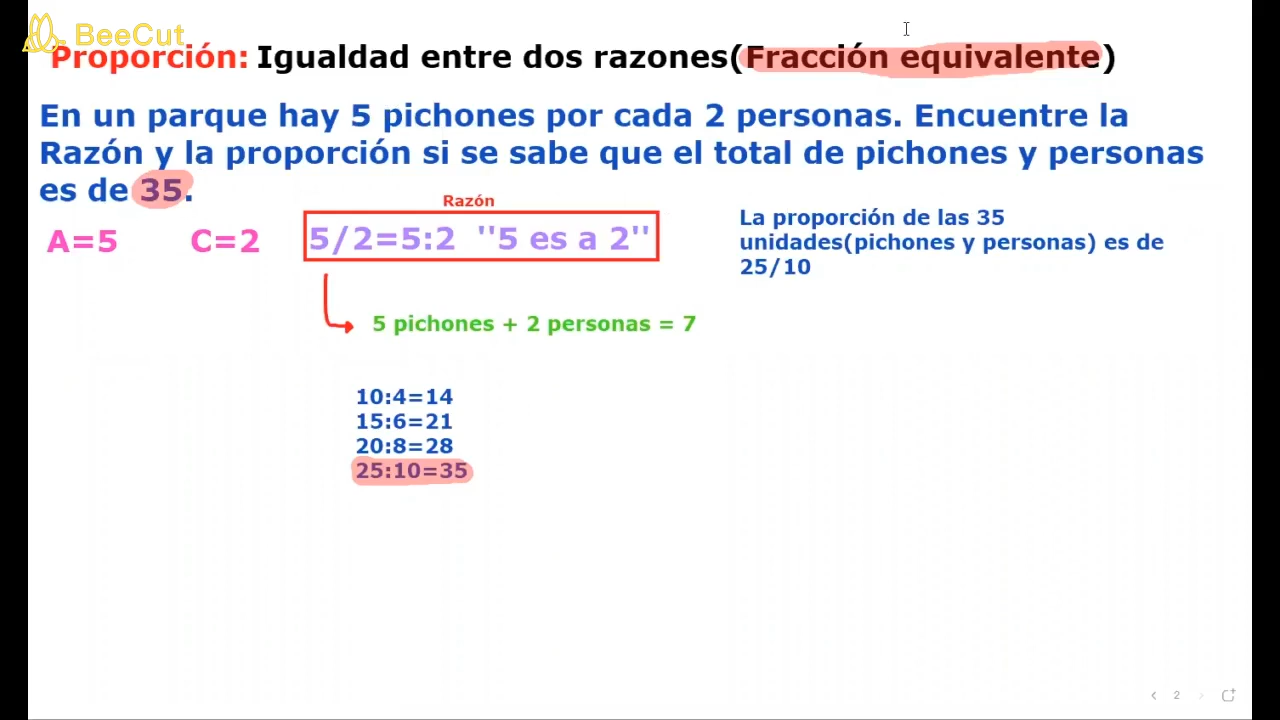 BeeCut
Proporción: Igualdad entre dos razones(Fracción equivalente)
En un parque hay 5 pichones por cada 2 personas. Encuentre la
Razón y la proporción si se sabe que el total de pichones y personas
es de 35.
Razón
A=5 C=2 5/2=5:2 ''5 es a 2''
La proporción de las 35
unidades(pichones y personas) es de
25/10
5 pichones + 2 personas = 7
10:4=14
15:6=21
20:8=28
25:10=35
2